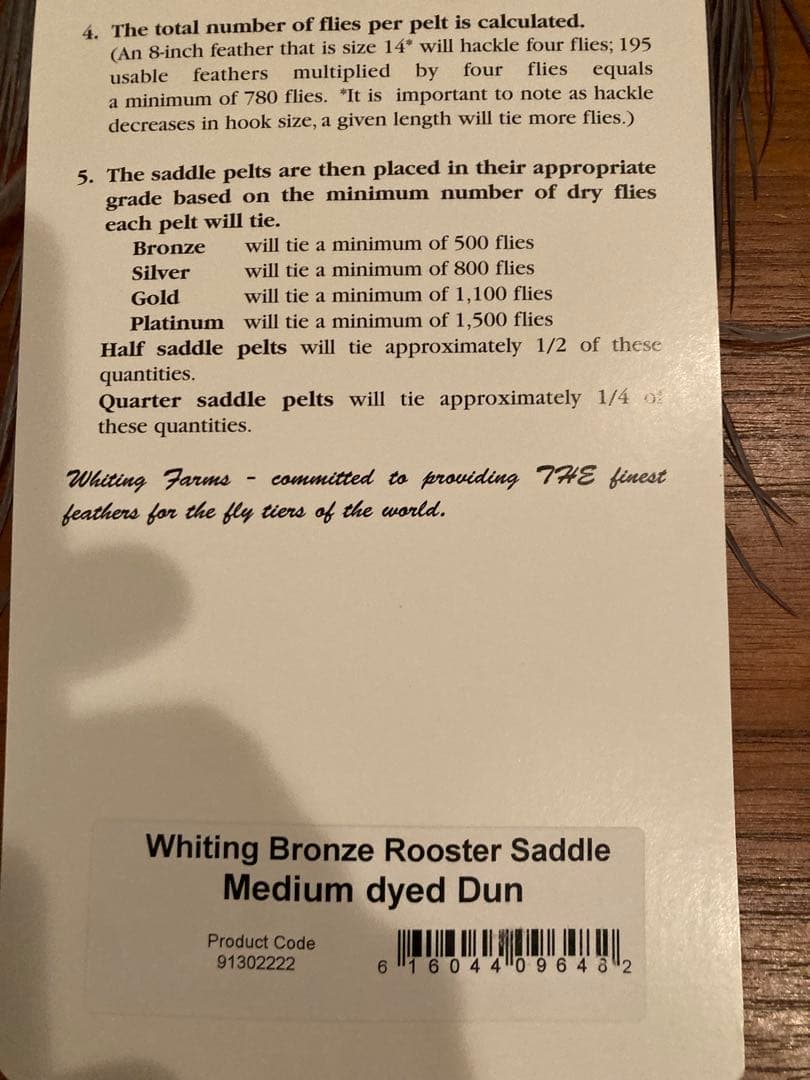 4. The total number of flies per pelt is calculated.
(An 8-inch feather that is size 14* will hackle four flies; 195
usable feathers multiplied by four flies equals
a minimum of 780 flies. *It is important to note as hackle
decreases in hook size, a given length will tie more flies.)
5. The saddle pelts are then placed in their appropriate
grade based on the minimum number of dry flies
each pelt will tie.
Bronze will tie a minimum of 500 flies
Silver will tie a minimum of 800 flies
Gold will tie a minimum of 1,100 flies
Platinum will tie a minimum of 1,500 flies
Half saddle pelts will tie approximately 1/2 of these
quantities.
Quarter saddle pelts will tie approximately 1/4 of
these quantities.
Whiting Farms - committed to providing THE finest
feathers for the fly tiers of the world.
Whiting Bronze Rooster Saddle
Medium dyed Dun
Product Code
91302222
6 16044 09648 2